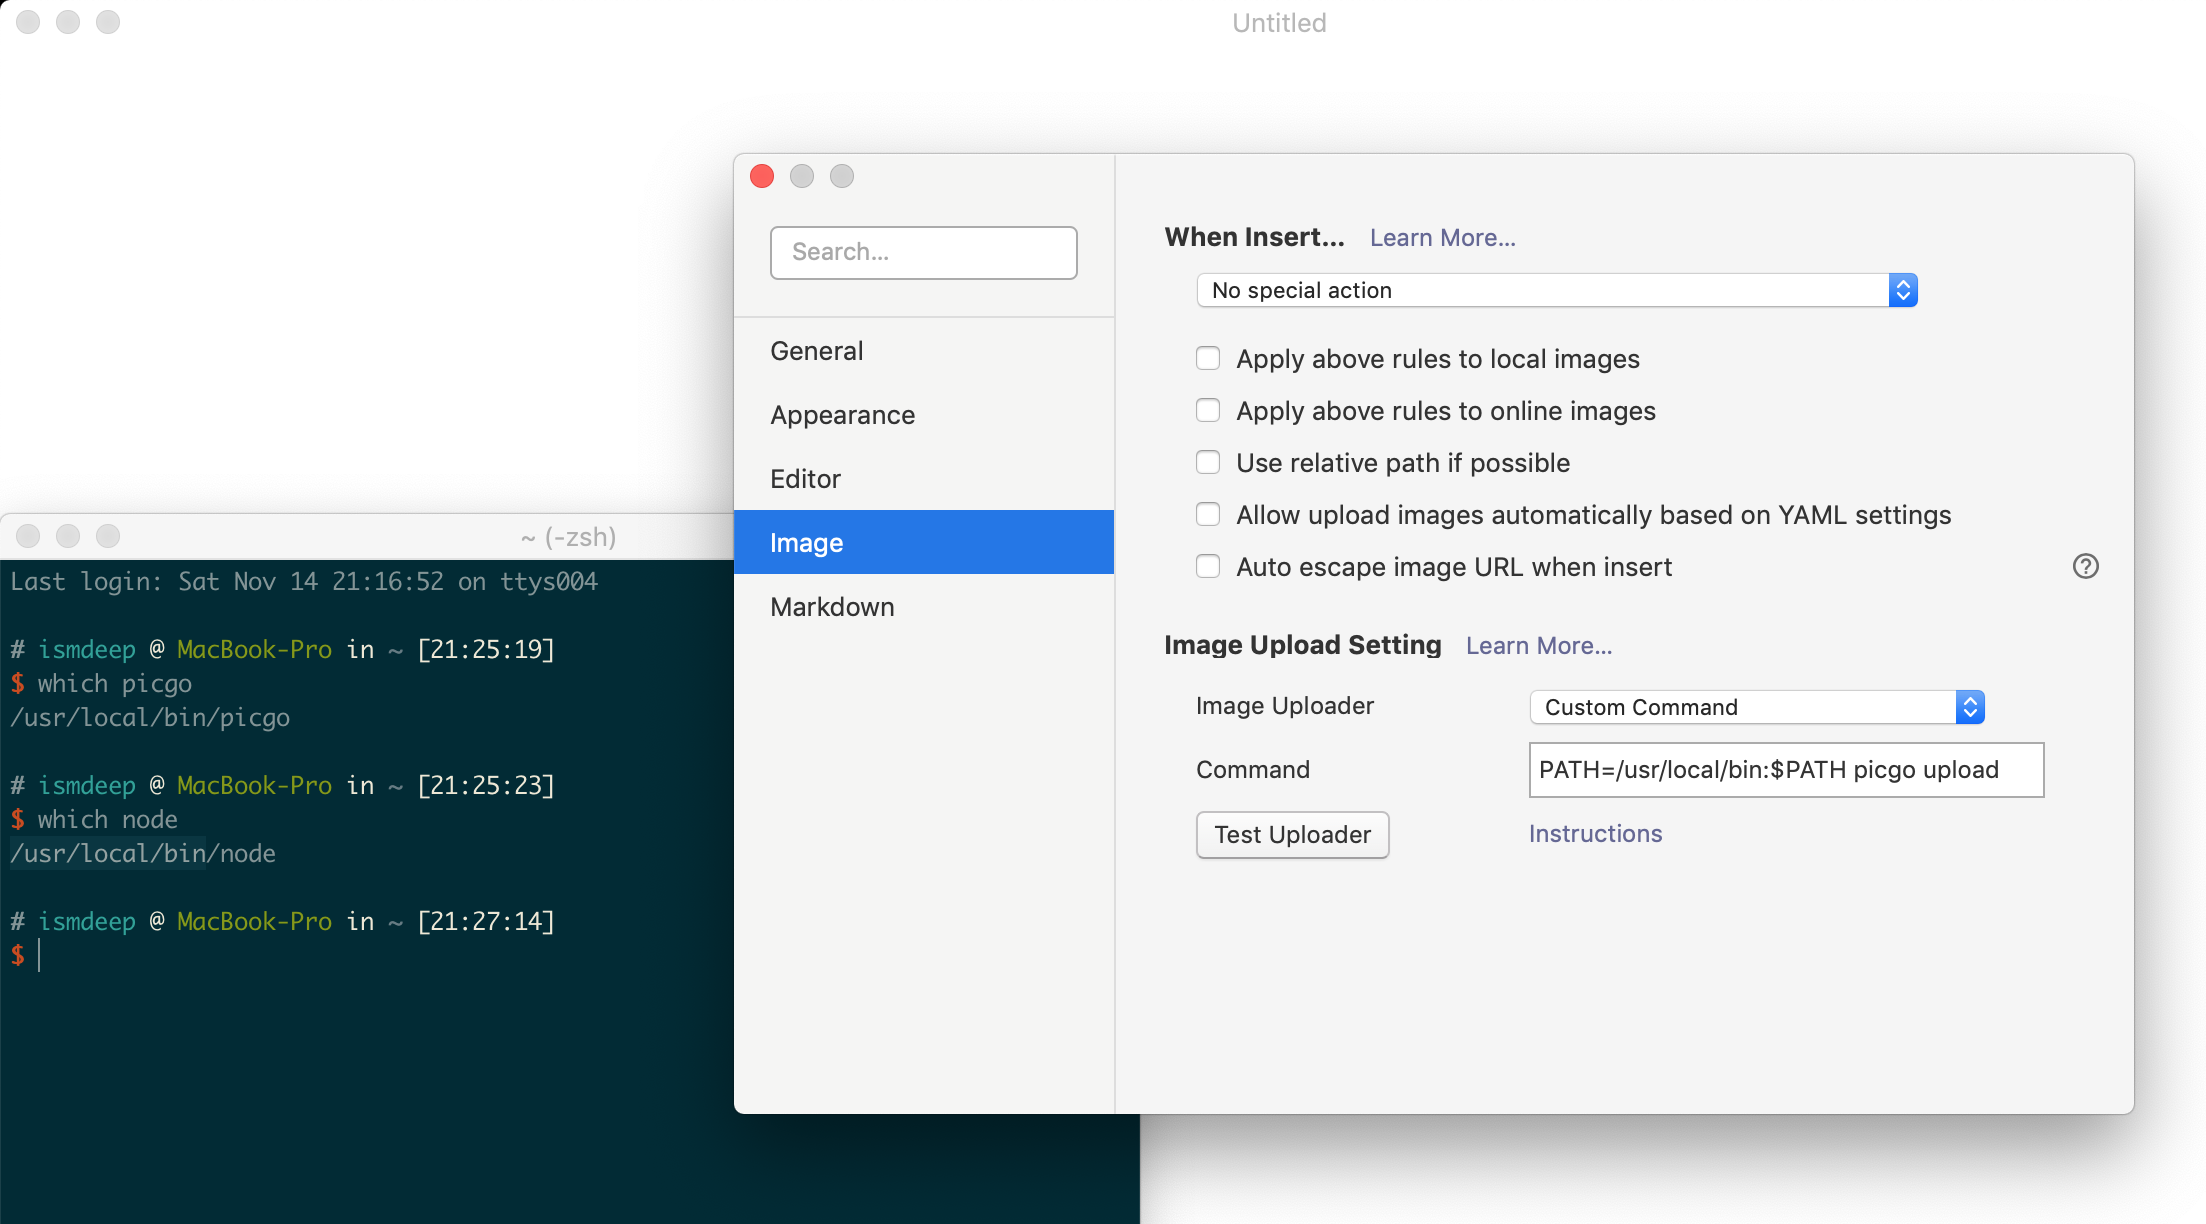 Untitled
~ (-zsh)
Last login: Sat Nov 14 21:16:52 on ttys004
# ismdeep @ MacBook-Pro in ~ [21:25:19]
$ which picgo
/usr/local/bin/picgo
# ismdeep @ MacBook-Pro in ~ [21:25:23]
$ which node
/usr/local/bin/node
# ismdeep @ MacBook-Pro in ~ [21:27:14]
$
Search...
General
Appearance
Editor
Image
Markdown
When Insert... Learn More...
No special action
Apply above rules to local images
Apply above rules to online images
Use relative path if possible
Allow upload images automatically based on YAML settings
Auto escape image URL when insert ?
Image Upload Setting Learn More...
Image Uploader Custom Command
Command PATH=/usr/local/bin:$PATH picgo upload
Test Uploader Instructions